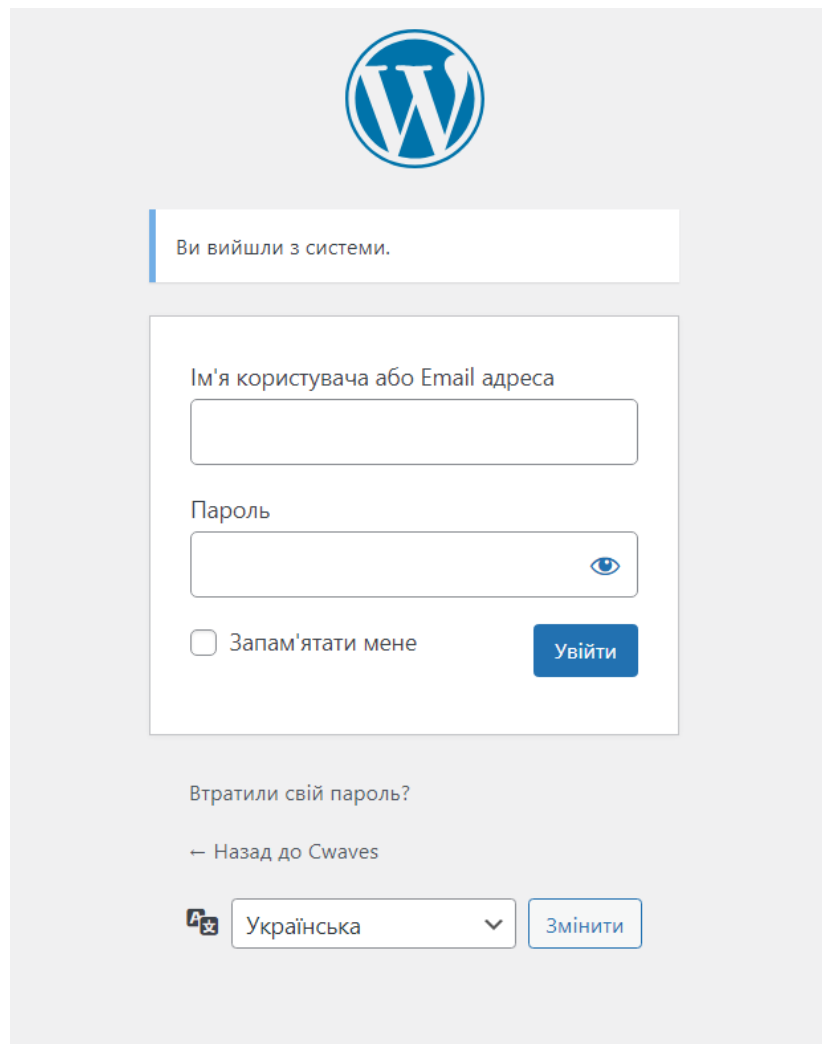 Ви вийшли з системи.
Ім'я користувача або Email адреса
Пароль
Запам'ятати мене
Увійти
Втратили свій пароль?
← Назад до Cwaves
Українська
Змінити